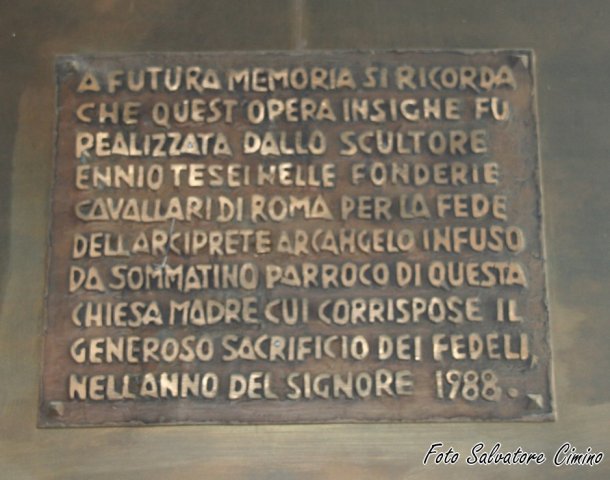 A FUTURA MEMORIA SI RICORDA
CHE QUEST'OPERA INSIGHE FU
REALIZZATA DALLO SCULTORE
ENNIO TESEI NELLE FONDERIE
CAVALLARI DI ROMA PER LA FEDE
DELL'ARCIPRETE ARCANGELO INFUSO
DA SOMMATINO PARROCO DI QUESTA
CHIESA MADRE CUI CORRISPOSE IL
GENEROSO SACRIFICIO DEI FEDELI,
NELL'ANNO DEL SIGNORE 1988.
Foto Salvatore Cimino